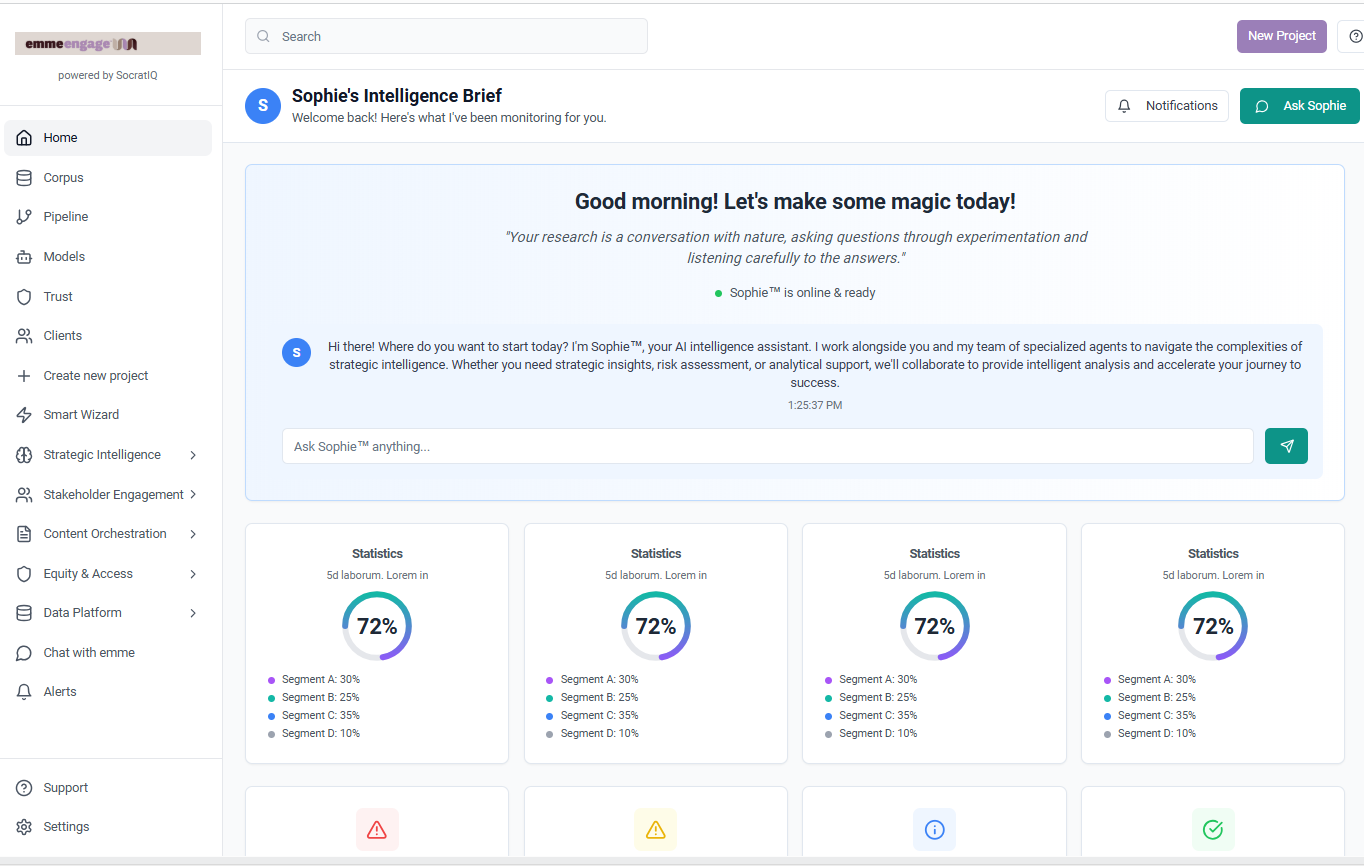 emmeengage
powered by SocratIQ
Home
Corpus
Pipeline
Models
Trust
Clients
Create new project
Smart Wizard
Strategic Intelligence
Stakeholder Engagement
Content Orchestration
Equity & Access
Data Platform
Chat with emme
Alerts
Support
Settings
Search
New Project
S
Sophie's Intelligence Brief
Welcome back! Here's what I've been monitoring for you.
Notifications
Ask Sophie
Good morning! Let's make some magic today!
"Your research is a conversation with nature, asking questions through experimentation and
listening carefully to the answers."
Sophie™ is online & ready
S
Hi there! Where do you want to start today? I'm Sophie™, your AI intelligence assistant. I work alongside you and my team of specialized agents to navigate the complexities of
strategic intelligence. Whether you need strategic insights, risk assessment, or analytical support, we'll collaborate to provide intelligent analysis and accelerate your journey to
success.
1:25:37 PM
Ask Sophie™ anything...
Statistics
5d laborum. Lorem in
72%
Segment A: 30%
Segment B: 25%
Segment C: 35%
Segment D: 10%
Statistics
5d laborum. Lorem in
72%
Segment A: 30%
Segment B: 25%
Segment C: 35%
Segment D: 10%
Statistics
5d laborum. Lorem in
72%
Segment A: 30%
Segment B: 25%
Segment C: 35%
Segment D: 10%
Statistics
5d laborum. Lorem in
72%
Segment A: 30%
Segment B: 25%
Segment C: 35%
Segment D: 10%